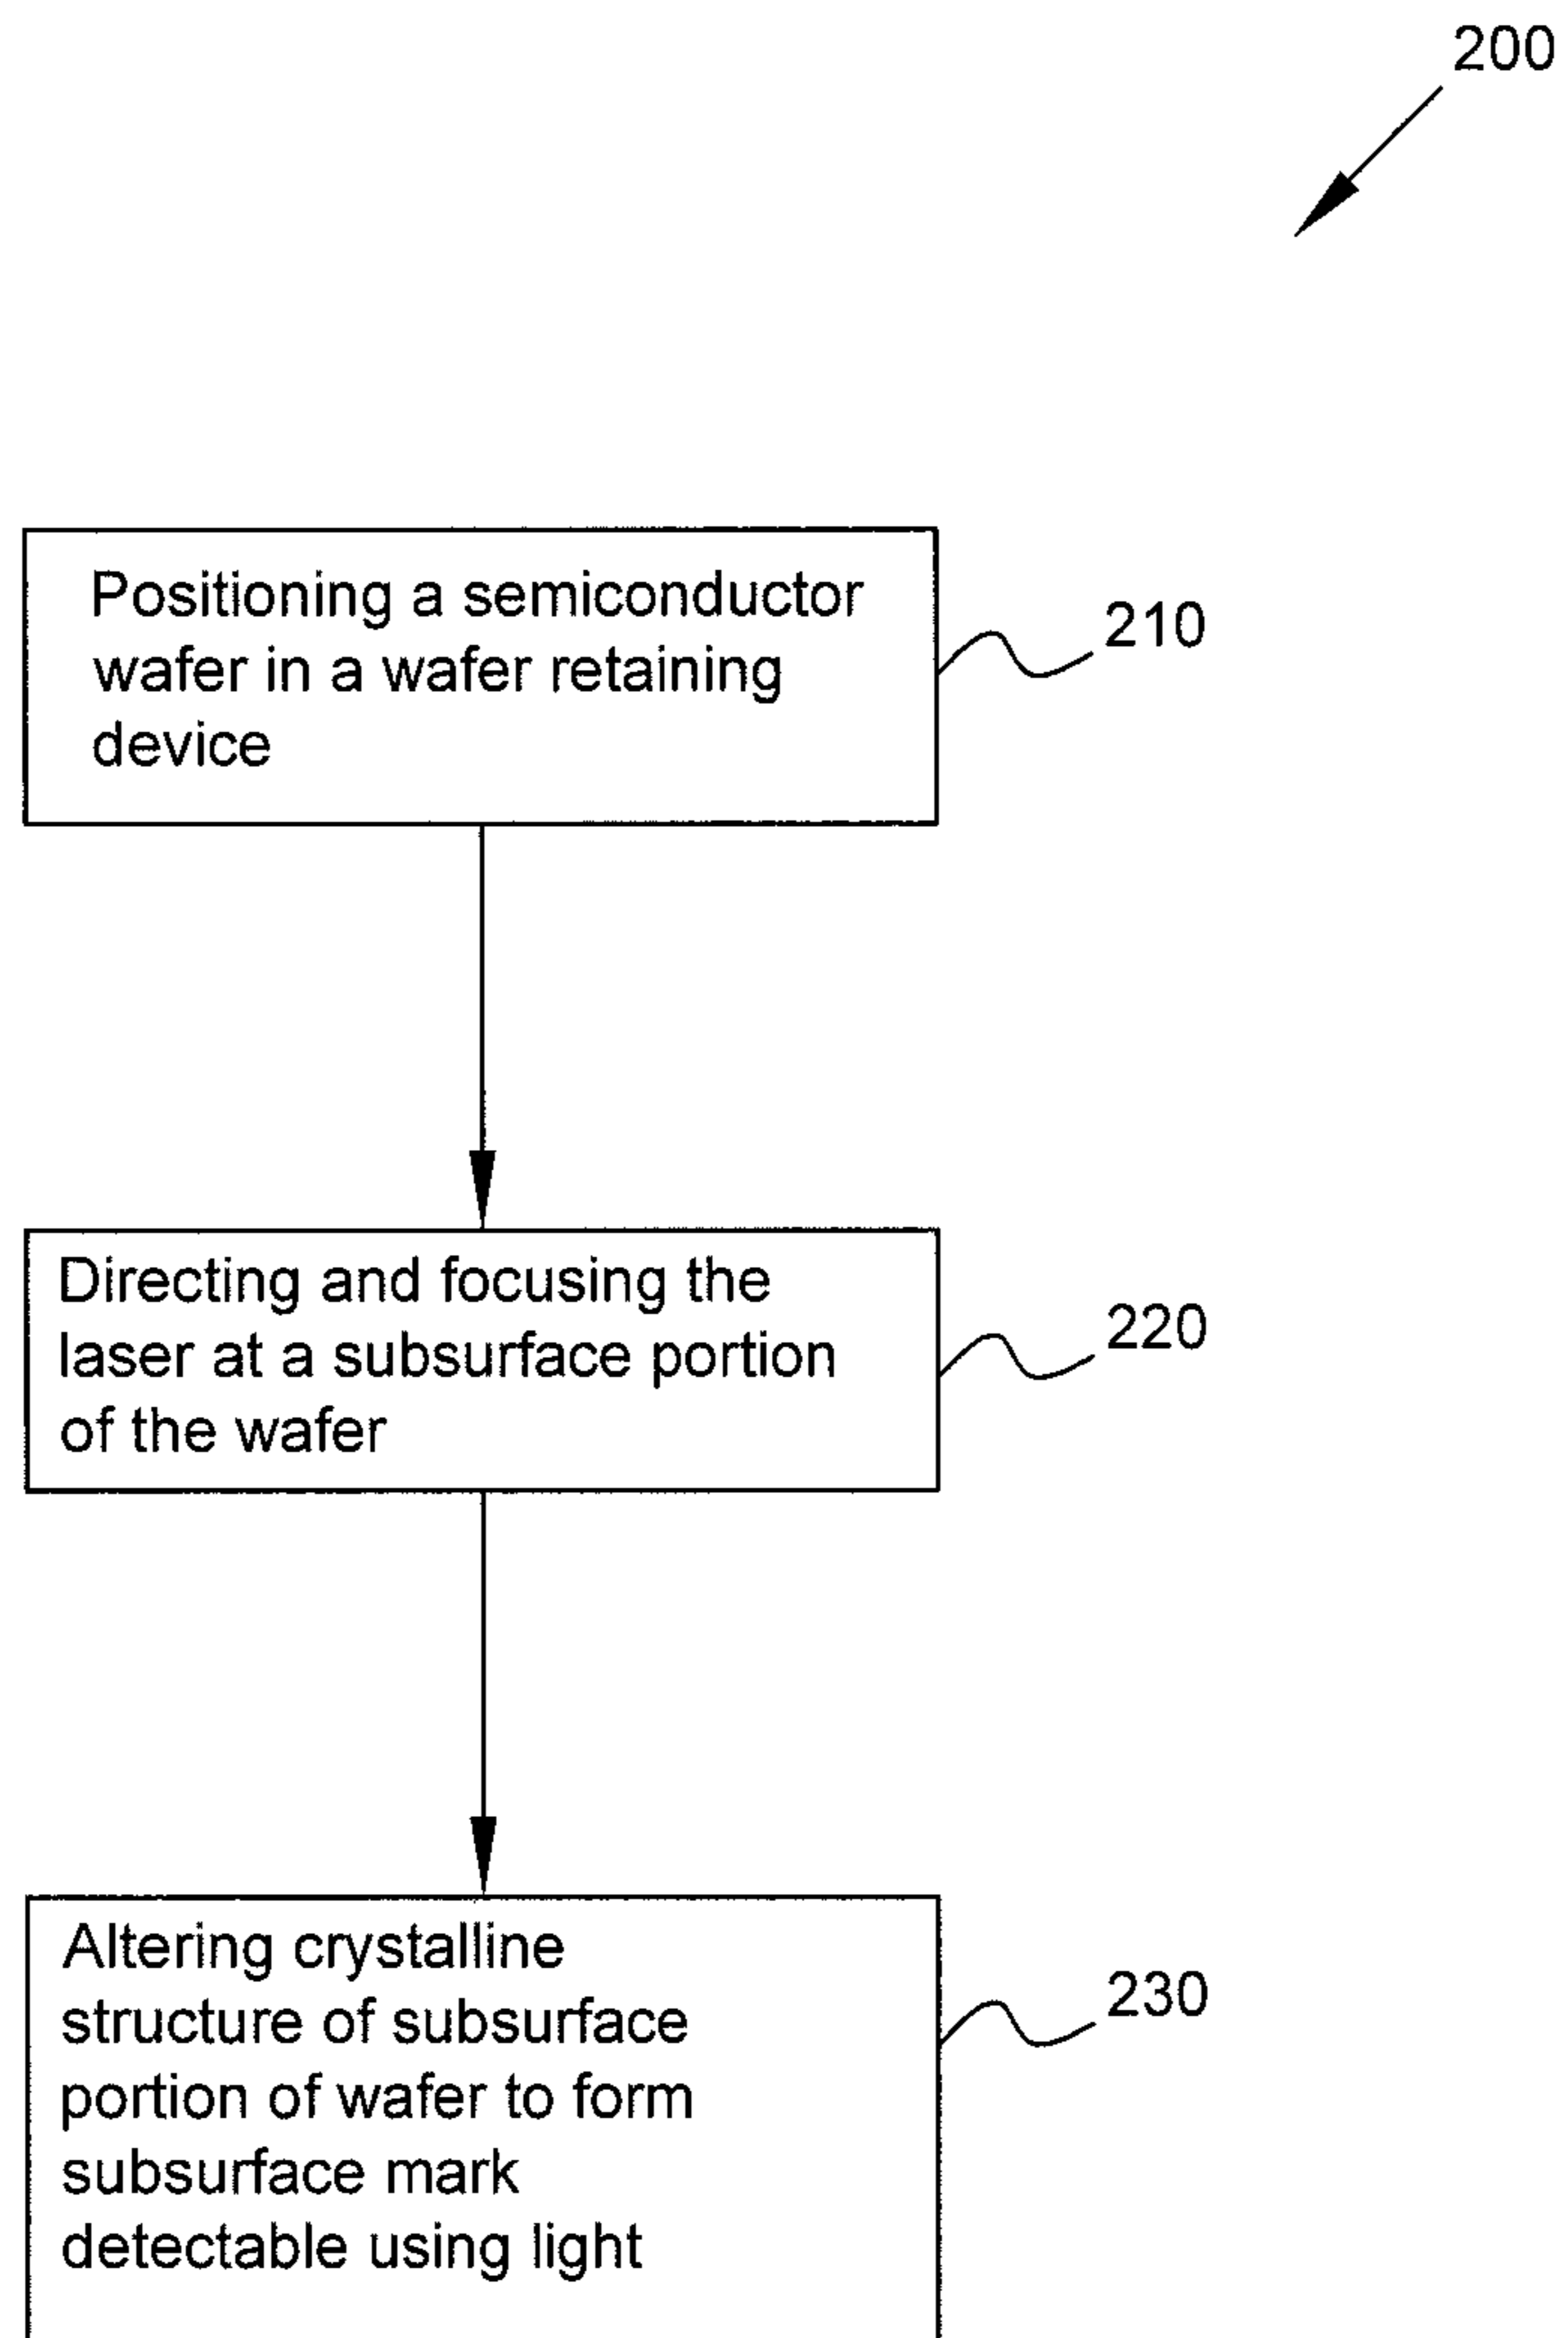 200
Positioning a semiconductor
wafer in a wafer retaining
device
210
Directing and focusing the
laser at a subsurface portion
of the wafer
220
Altering crystalline
structure of subsurface
portion of wafer to form
subsurface mark
detectable using light
230